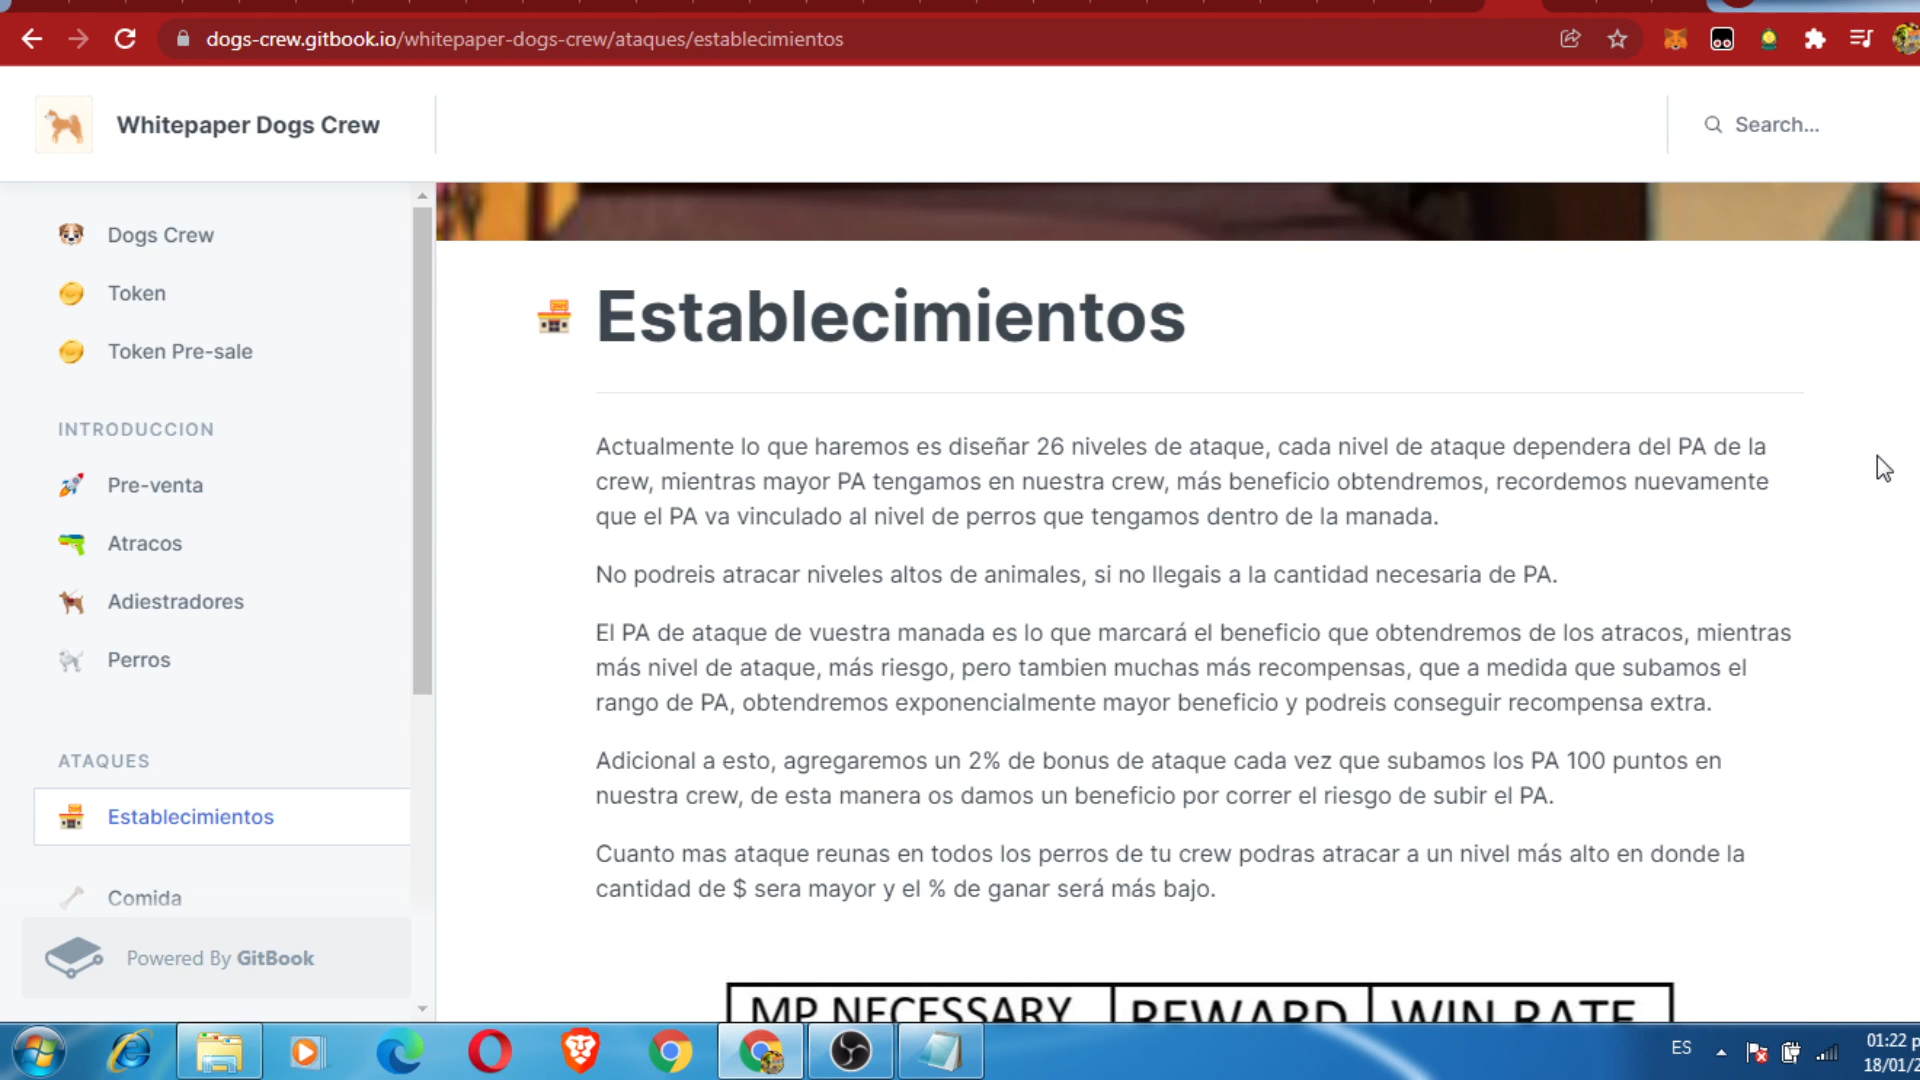 dogs-crew.gitbook.io/whitepaper-dogs-crew/ataques/establecimientos
Whitepaper Dogs Crew
Search...
Dogs Crew
Token
Token Pre-sale
INTRODUCCION
Pre-venta
Atracos
Adiestradores
Perros
ATAQUES
Establecimientos
Comida
Powered By GitBook
Establecimientos
Actualmente lo que haremos es diseñar 26 niveles de ataque, cada nivel de ataque dependera del PA de la
crew, mientras mayor PA tengamos en nuestra crew, más beneficio obtendremos, recordemos nuevamente
que el PA va vinculado al nivel de perros que tengamos dentro de la manada.
No podreis atracar niveles altos de animales, si no llegais a la cantidad necesaria de PA.
El PA de ataque de vuestra manada es lo que marcará el beneficio que obtendremos de los atracos, mientras
más nivel de ataque, más riesgo, pero tambien muchas más recompensas, que a medida que subamos el
rango de PA, obtendremos exponencialmente mayor beneficio y podreis conseguir recompensa extra.
Adicional a esto, agregaremos un 2% de bonus de ataque cada vez que subamos los PA 100 puntos en
nuestra crew, de esta manera os damos un beneficio por correr el riesgo de subir el PA.
Cuanto mas ataque reunas en todos los perros de tu crew podras atracar a un nivel más alto en donde la
cantidad de $ sera mayor y el % de ganar será más bajo.
MP NECESSARY REWARD WIN RATE
ES
01:22 p
18/01/2